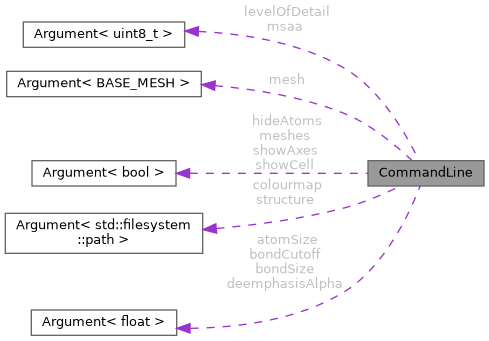 levelOfDetail
msaa
Argument< uint8_t >
mesh
Argument< BASE_MESH >
hideAtoms
meshes
showAxes
showCell
Argument< bool >
CommandLine
colourmap
structure
Argument< std::filesystem
::path >
atomSize
bondCutoff
bondSize
deemphasisAlpha
Argument< float >